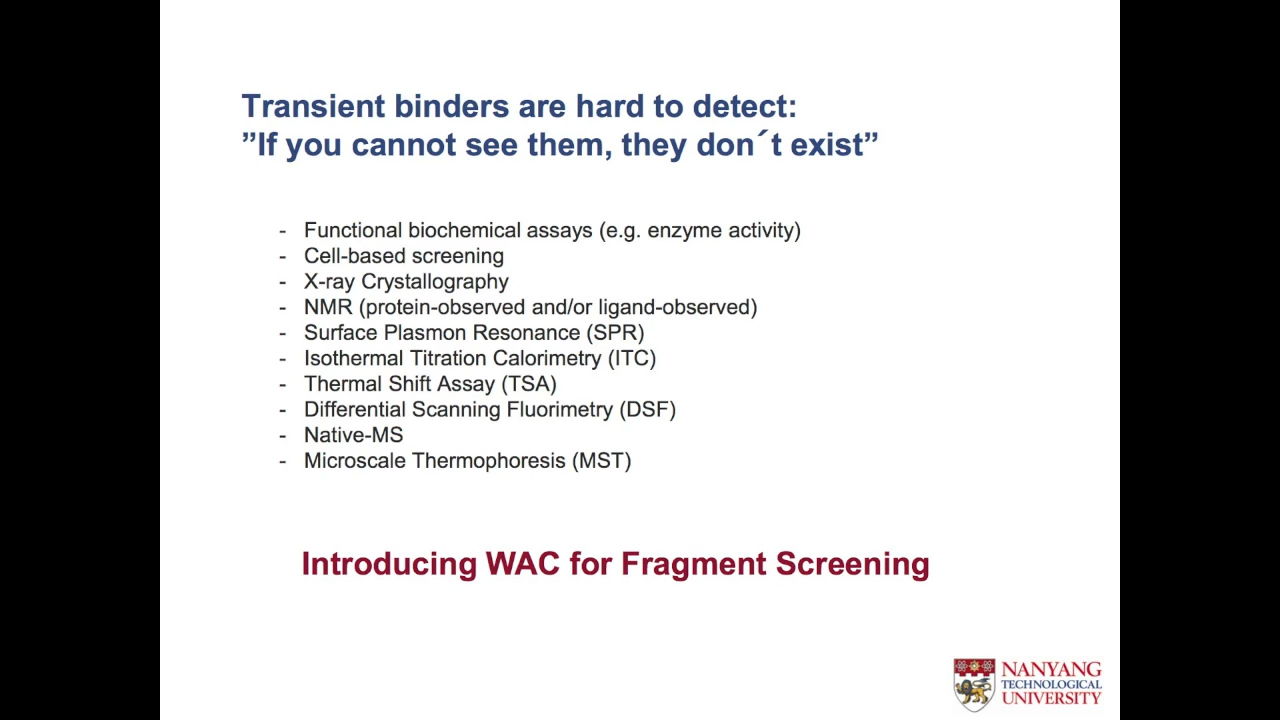 Transient binders are hard to detect:
”If you cannot see them, they don´t exist”
- Functional biochemical assays (e.g. enzyme activity)
- Cell-based screening
- X-ray Crystallography
- NMR (protein-observed and/or ligand-observed)
- Surface Plasmon Resonance (SPR)
- Isothermal Titration Calorimetry (ITC)
- Thermal Shift Assay (TSA)
- Differential Scanning Fluorimetry (DSF)
- Native-MS
- Microscale Thermophoresis (MST)
Introducing WAC for Fragment Screening
NANYANG
TECHNOLOGICAL
UNIVERSITY